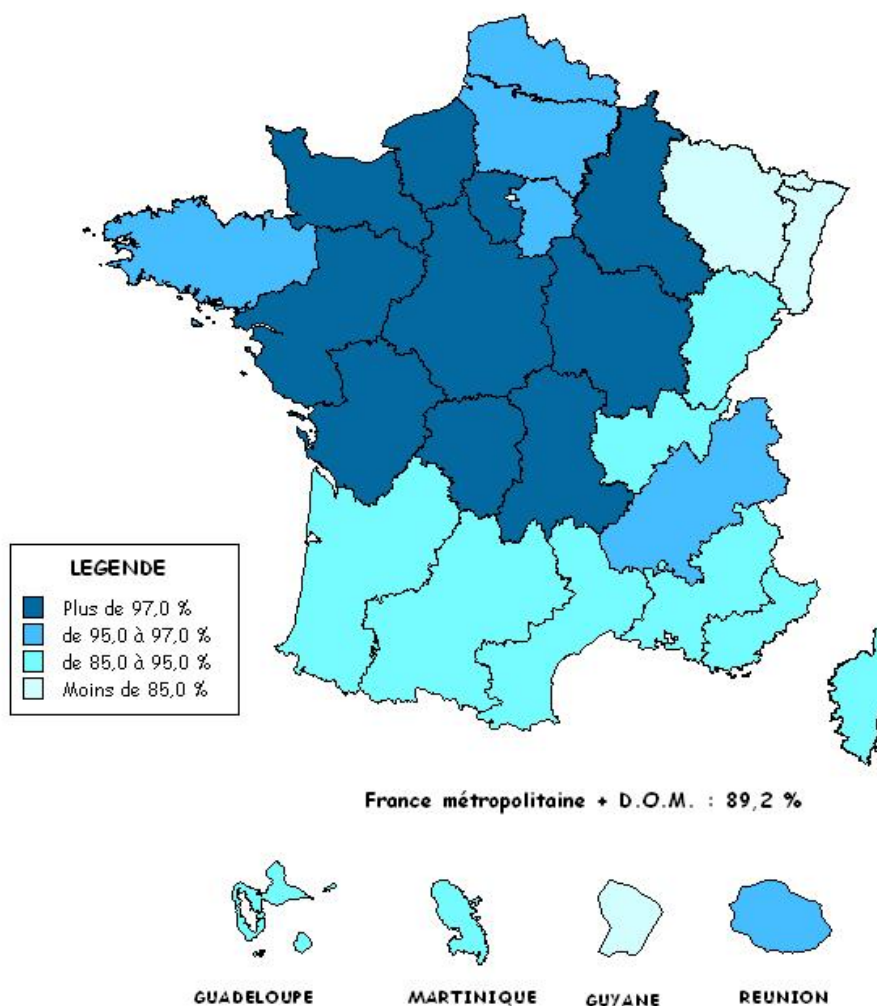 LEGENDE
Plus de 97,0 %
de 95,0 à 97,0 %
de 85,0 à 95,0 %
Moins de 85,0 %
France métropolitaine + D.O.M. : 89,2 %
GUADELOUPE
MARTINIQUE
GUYANE
REUNION